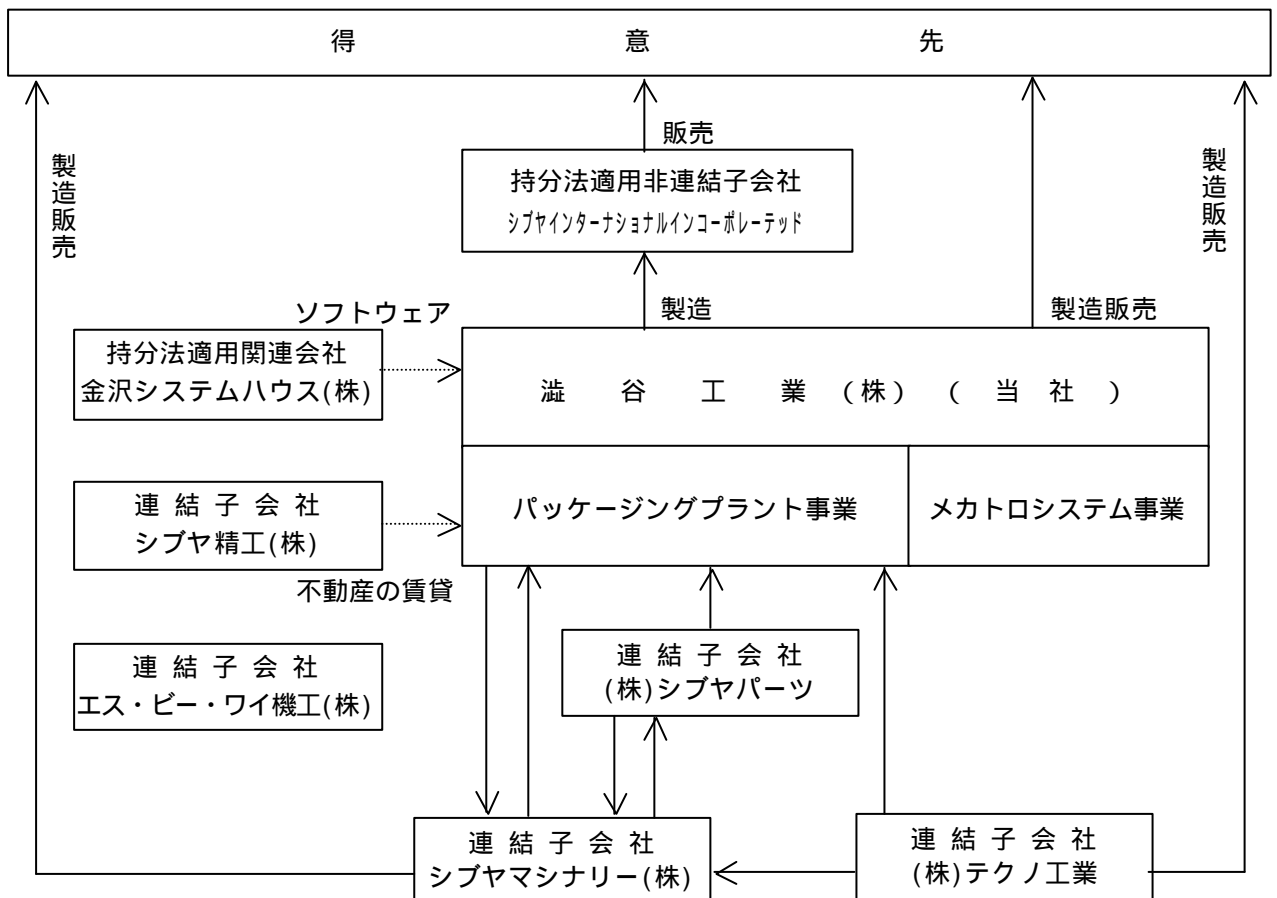 得意先
販売
製造販売
製造販売
持分法適用非連結子会社
ｼﾌﾞﾔｲﾝﾀｰﾅｼｮﾅﾙｲﾝｺｰﾎﾟﾚｰﾃｯﾄﾞ
ソフトウェア
製造
製造販売
持分法適用関連会社
金沢システムハウス(株)
澁谷工業(株)(当社)
連結子会社
シブヤ精工(株)
パッケージングプラント事業
メカトロシステム事業
不動産の賃貸
連結子会社
エス・ビー・ワイ機工(株)
連結子会社
(株)シブヤパーツ
連結子会社
シブヤマシナリー(株)
連結子会社
(株)テクノ工業